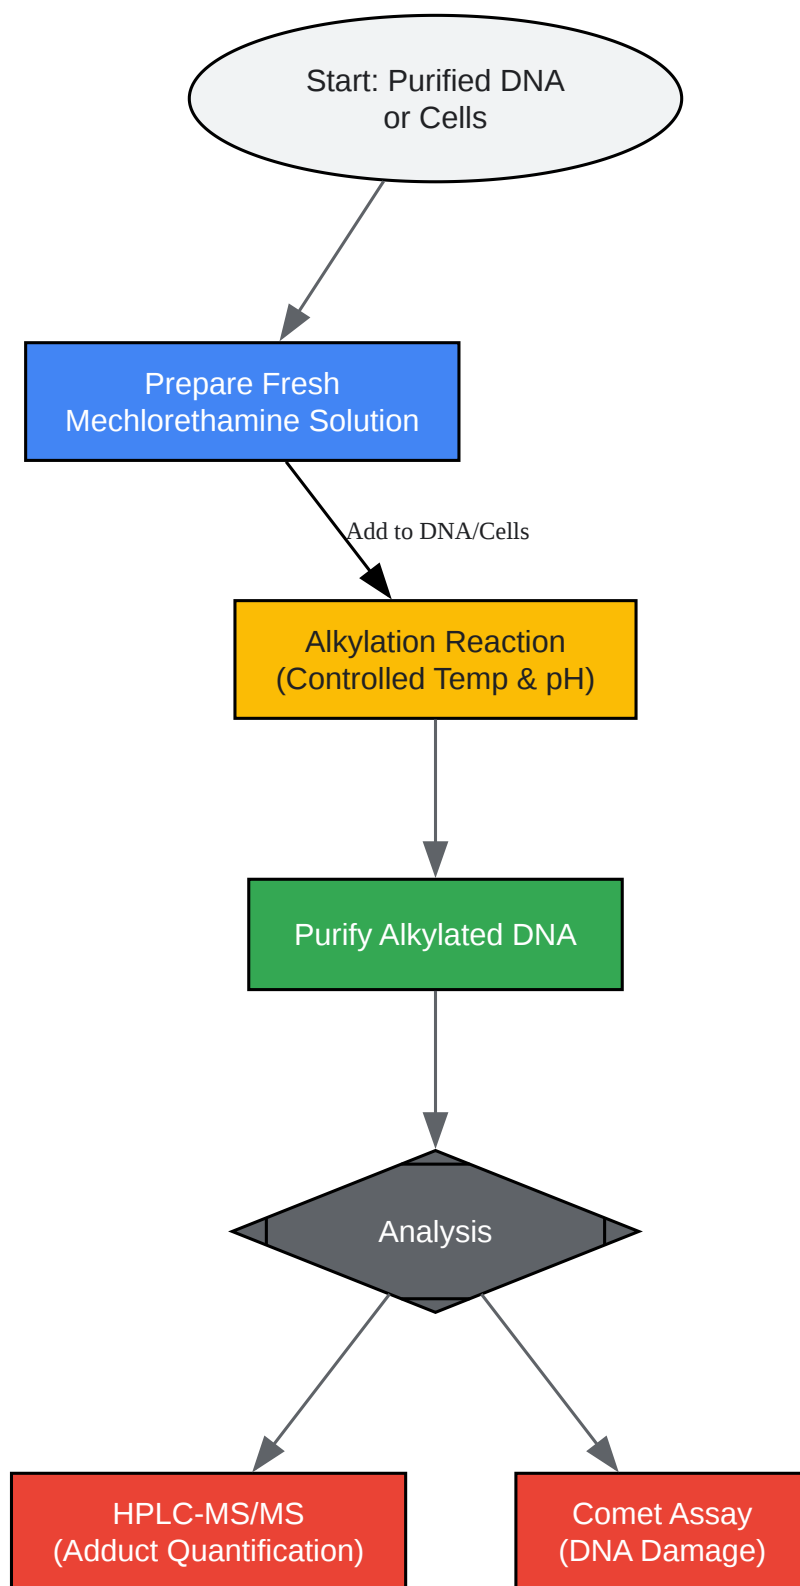 Start: Purified DNA
or Cells
Prepare Fresh
Mechlorethamine Solution
Add to DNA/Cells
Alkylation Reaction
(Controlled Temp & pH)
Purify Alkylated DNA
Analysis
HPLC-MS/MS
(Adduct Quantification)
Comet Assay
(DNA Damage)